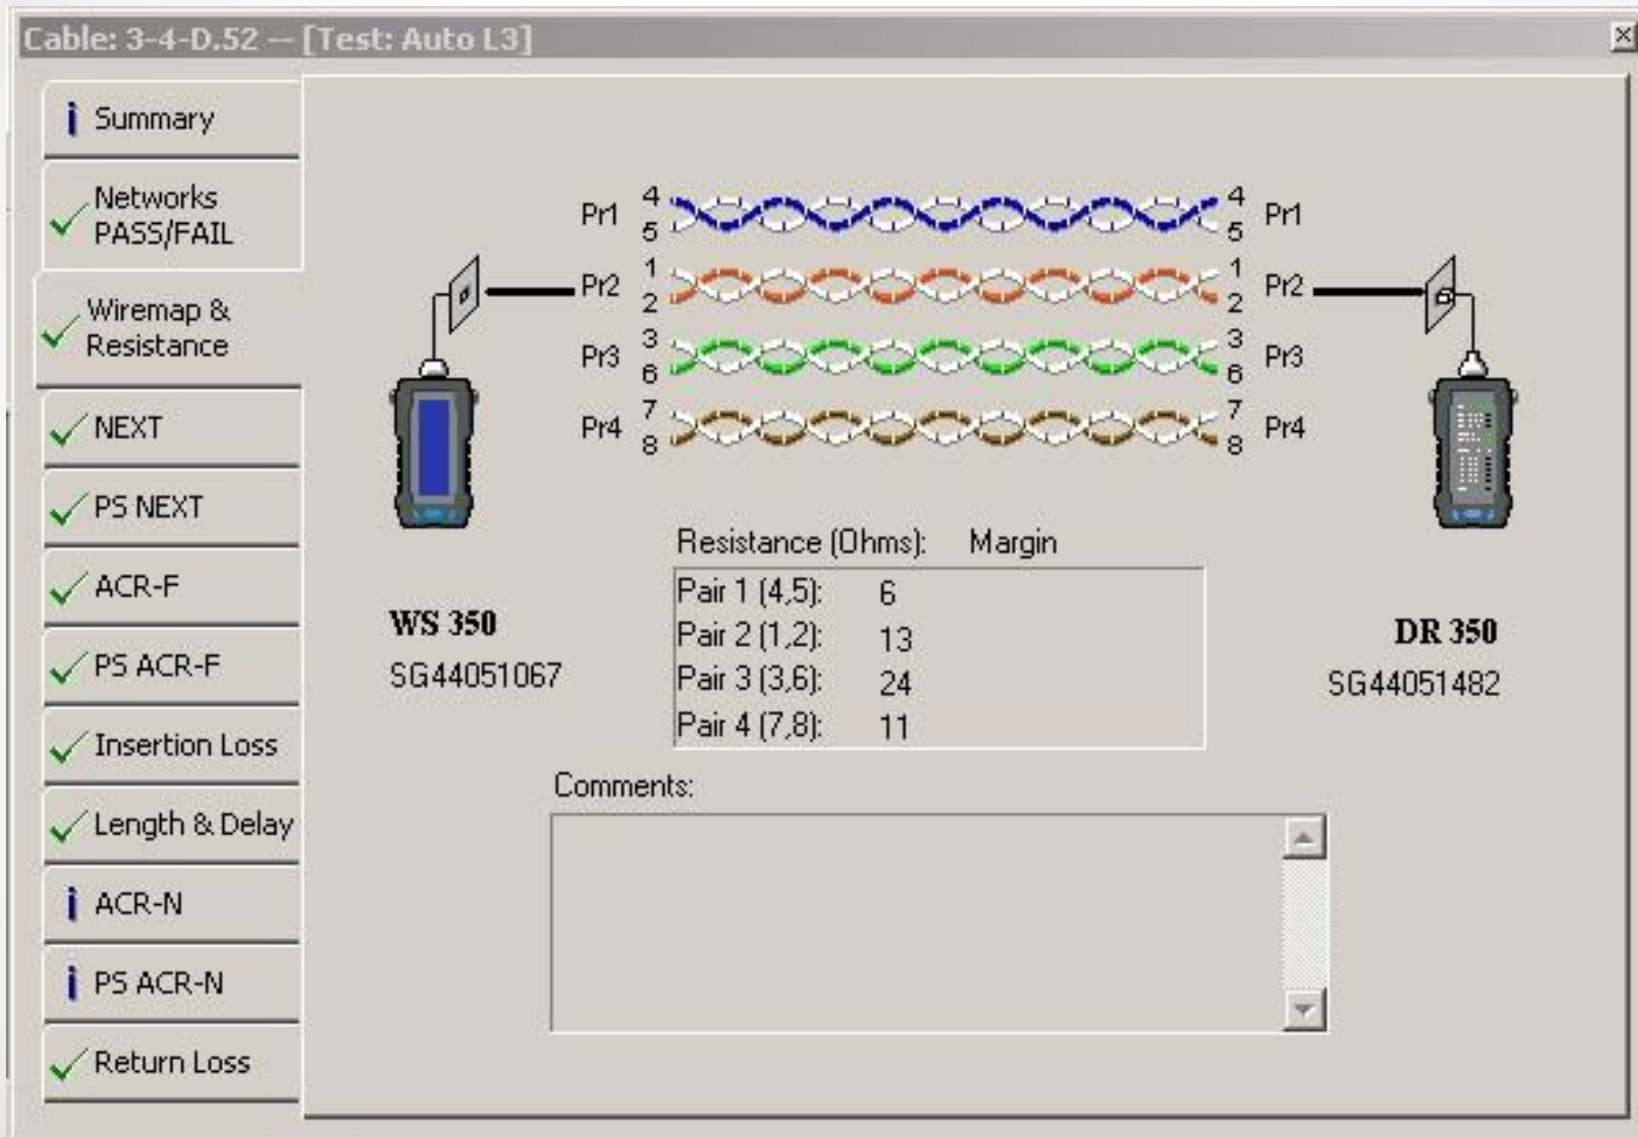 Cable: 3-4-D.52 -- [Test: Auto L3]
Summary
Networks
PASS/FAIL
Wiremap &
Resistance
NEXT
PS NEXT
ACR-F
PS ACR-F
Insertion Loss
Length & Delay
ACR-N
PS ACR-N
Return Loss
Pr1 4 4 Pr1
5 5
Pr2 1 1 Pr2
2 2
Pr3 3 3 Pr3
6 6
Pr4 7 7 Pr4
8 8
WS 350
SG44051067
DR 350
SG44051482
Resistance (Ohms): Margin
Pair 1 (4,5): 6
Pair 2 (1,2): 13
Pair 3 (3,6): 24
Pair 4 (7,8): 11
Comments: